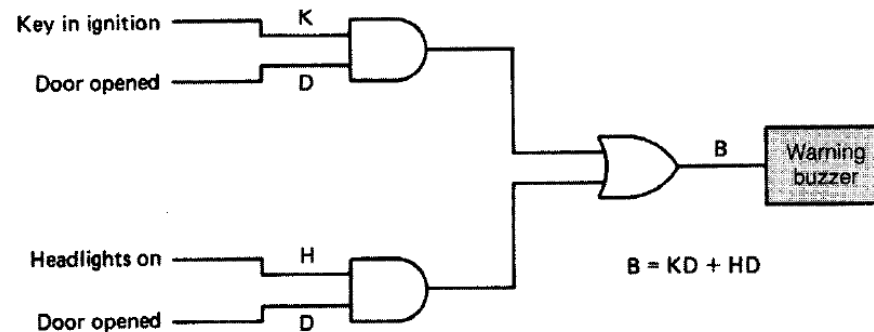 Key in ignition
K
Door opened
D
B
Warning
buzzer
Headlights on
H
B = KD + HD
Door opened
D